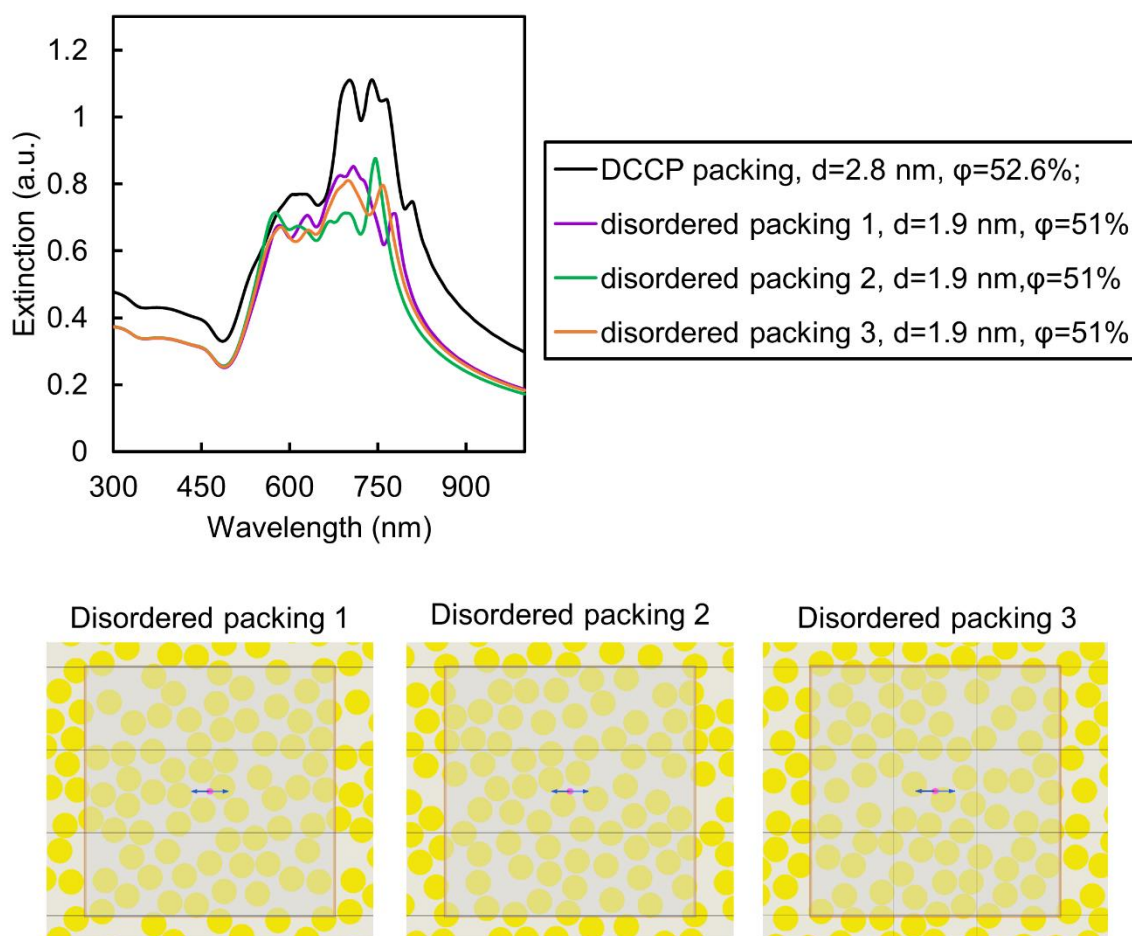 1.2
1
0.8
0.6
0.4
0.2
0
Extinction (a.u.)
300 450 600 750 900
Wavelength (nm)
DCCP packing, d=2.8 nm, φ=52.6%;
disordered packing 1, d=1.9 nm, φ=51%
disordered packing 2, d=1.9 nm,φ=51%
disordered packing 3, d=1.9 nm, φ=51%
Disordered packing 1
Disordered packing 2
Disordered packing 3